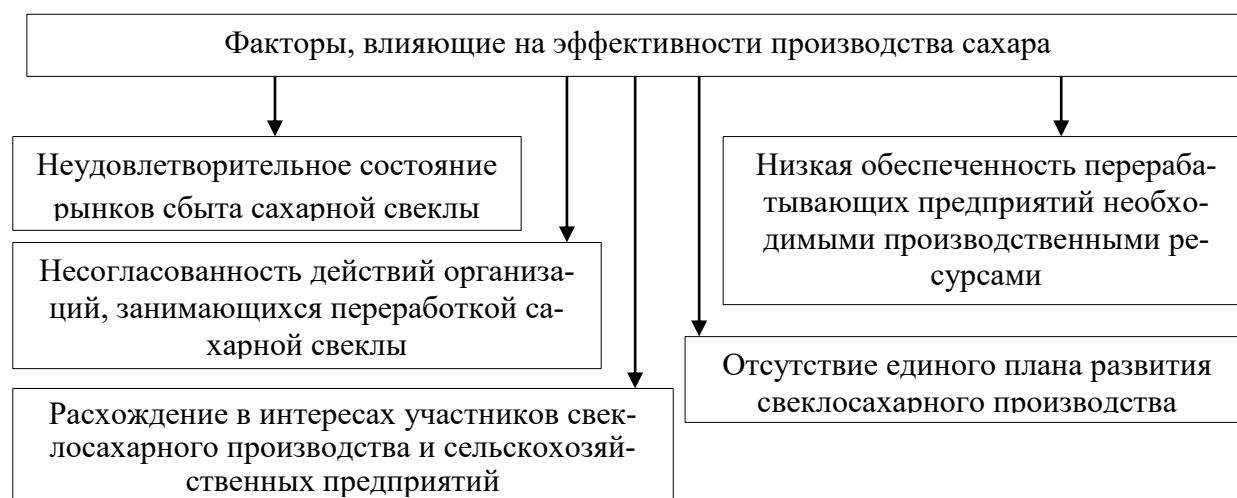 Факторы, влияющие на эффективности производства сахара
Неудовлетворительное состояние
рынков сбыта сахарной свеклы
Несогласованность действий организа-
ций, занимающихся переработкой са-
харной свеклы
Расхождение в интересах участников свек-
лосахарного производства и сельскохозяй-
ственных предприятий
Низкая обеспеченность перераба-
тывающих предприятий необхо-
димыми производственными ре-
сурсами
Отсутствие единого плана развития
свеклосахарного производства